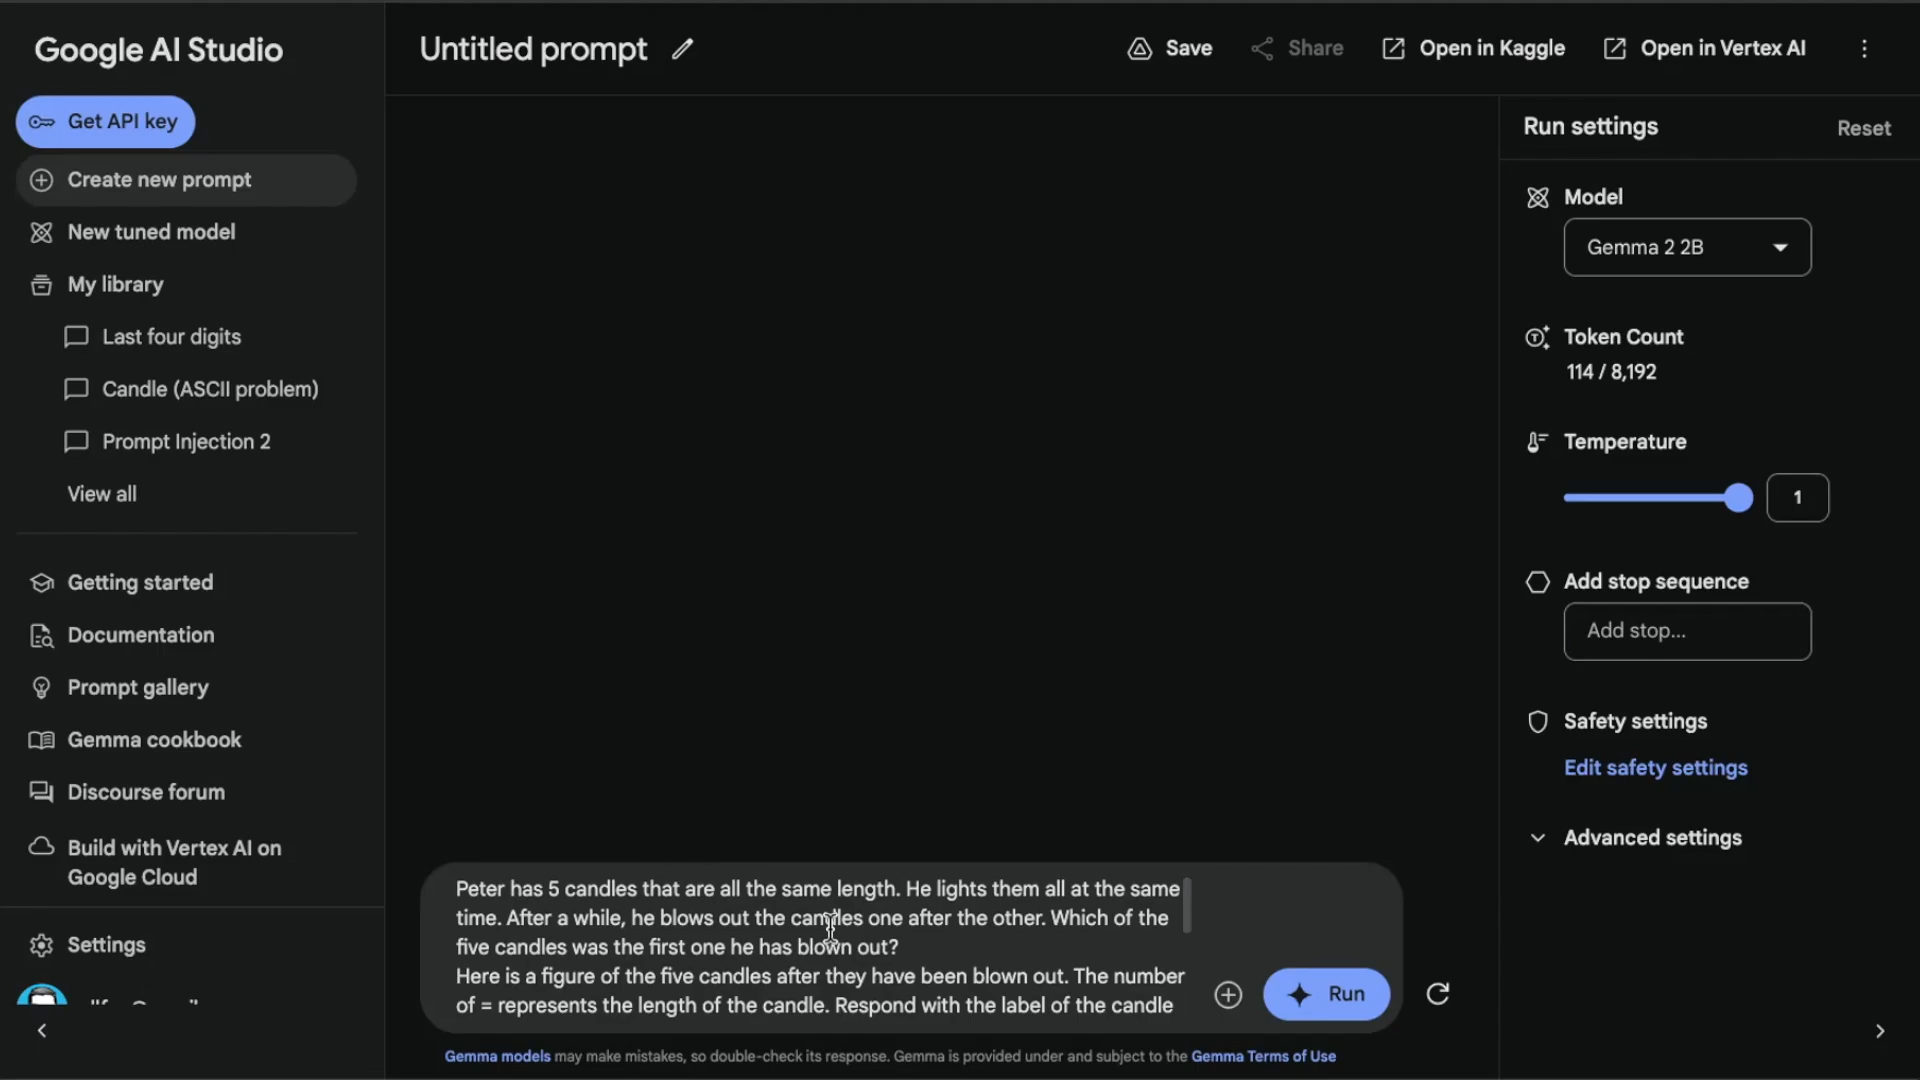 Google AI Studio
Get API key
Create new prompt
New tuned model
My library
Last four digits
Candle (ASCII problem)
Prompt Injection 2
View all
Getting started
Documentation
Prompt gallery
Gemma cookbook
Discourse forum
Build with Vertex AI on
Google Cloud
Settings
Untitled prompt
Save
Share
Open in Kaggle
Open in Vertex AI
Peter has 5 candles that are all the same length. He lights them all at the same
time. After a while, he blows out the candles one after the other. Which of the
five candles was the first one he has blown out?
Here is a figure of the five candles after they have been blown out. The number
of = represents the length of the candle. Respond with the label of the candle
Run
Gemma models may make mistakes, so double-check its response. Gemma is provided under and subject to the Gemma Terms of Use
Run settings
Reset
Model
Gemma 2 2B
Token Count
114 / 8,192
Temperature
1
Add stop sequence
Add stop...
Safety settings
Edit safety settings
Advanced settings